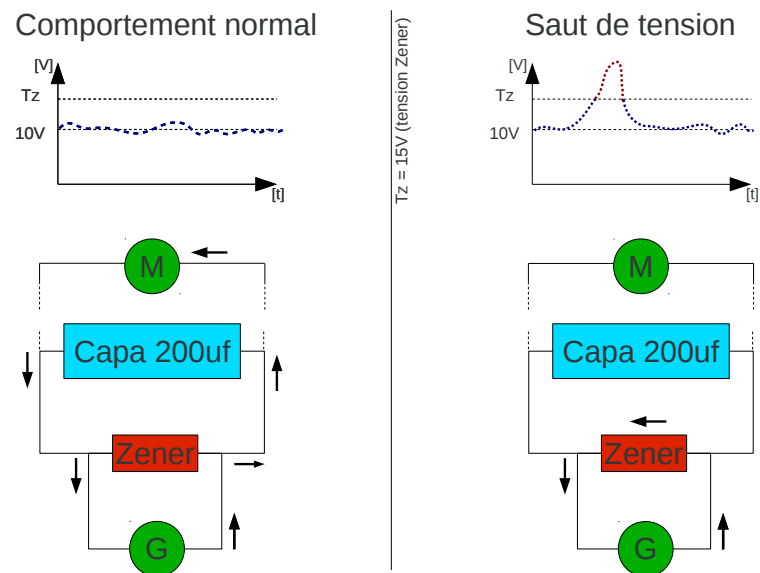 Comportement normal
[V]
Tz
10V
[t]
M
Capa 200uf
Zener
G
Tz = 15V (tension Zener)
Saut de tension
[V]
Tz
10V
[t]
M
Capa 200uf
Zener
G